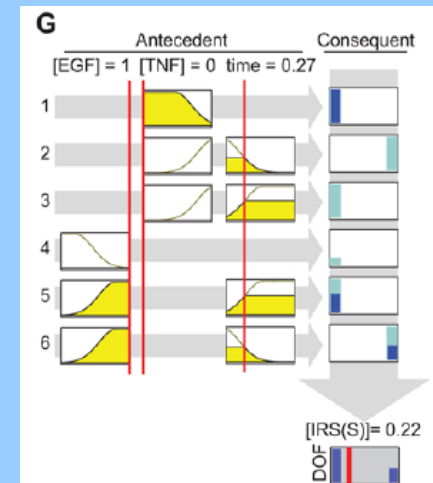 G
Antecedent Consequent
[EGF] = 1 [TNF] = 0 time = 0.27
1
2
3
4
5
6
[IRS(S)]= 0.22
DOF